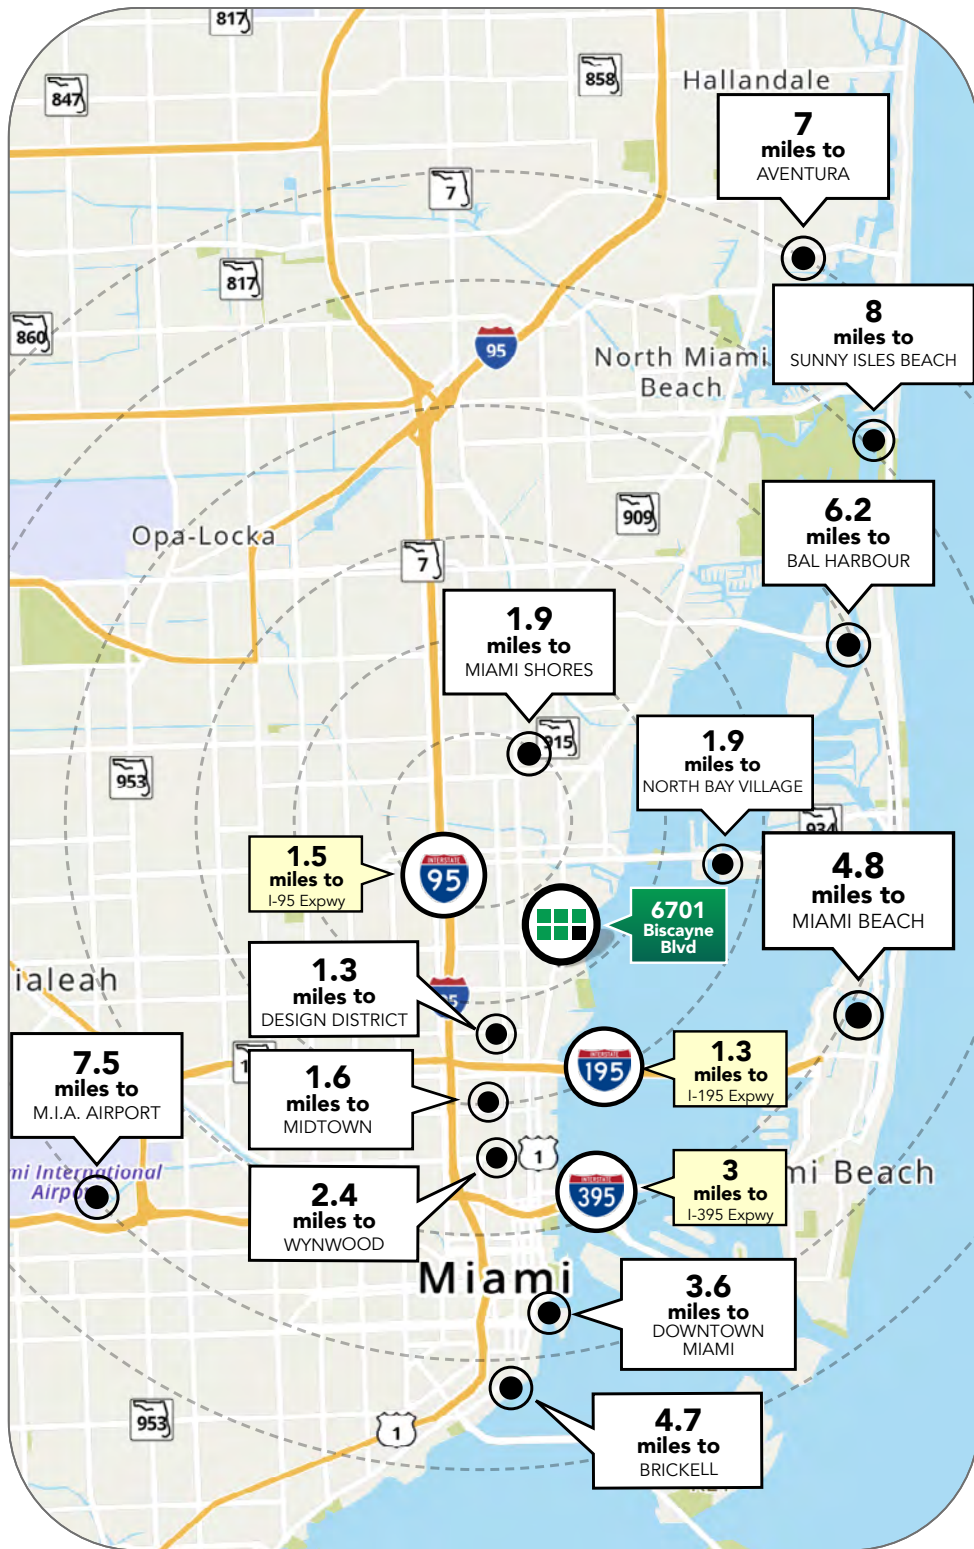 817
847
858
Hallandale
7
miles to
AVENTURA
7
817
8
miles to
SUNNY ISLES BEACH
860
95
North Miami
Beach
6.2
miles to
BAL HARBOUR
909
Opa-Locka
7
1.9
miles to
MIAMI SHORES
915
1.9
miles to
NORTH BAY VILLAGE
953
934
1.5
miles to
I-95 Expwy
INTERSTATE
95
4.8
miles to
MIAMI BEACH
6701
Biscayne
Blvd
ialeah
1.3
miles to
DESIGN DISTRICT
95
7.5
miles to
M.I.A. AIRPORT
1
1.6
miles to
MIDTOWN
INTERSTATE
195
1.3
miles to
I-195 Expwy
mi International
Airpo
2.4
miles to
WYNWOOD
1
INTERSTATE
395
3
miles to
I-395 Expwy
mi Beach
Miami
3.6
miles to
DOWNTOWN
MIAMI
953
1
4.7
miles to
BRICKELL